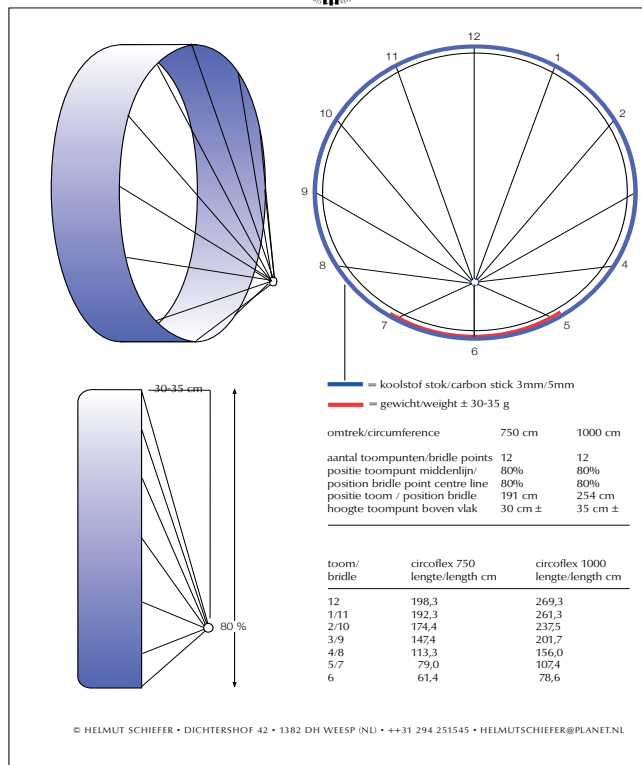 12
11
1
10
2
9
8
4
7
5
6
30-35 cm
80 %
= koolstof stok/carbon stick 3mm/5mm
= gewicht/weight ± 30-35 g
omtrek/circumference 750 cm 1000 cm
aantal toompunten/bridle points 12 12
positie toompunt middenlijn/ 80% 80%
position bridle point centre line 80% 80%
positie toom / position bridle 191 cm 254 cm
hoogte toompunt boven vlak 30 cm ± 35 cm ±
toom/ circoflex 750 circoflex 1000
bridle lengte/length cm lengte/length cm
12 198,3 269,3
1/11 192,3 261,3
2/10 174,4 237,5
3/9 147,4 201,7
4/8 113,3 156,0
5/7 79,0 107,4
6 61,4 78,6
© HELMUT SCHIEFER • DICHTERSHOF 42 • 1382 DH WEESP (NL) • ++31 294 251545 • HELMUTSCHIEFER@PLANET.NL